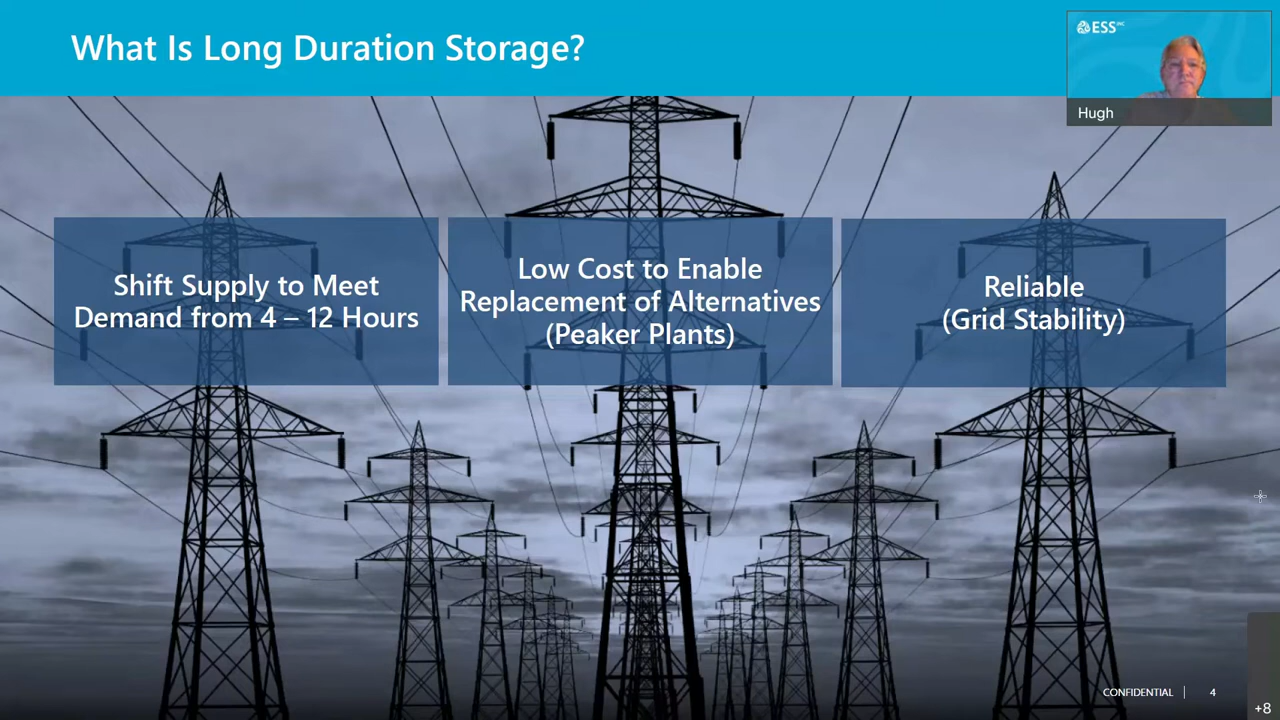 What Is Long Duration Storage?
ESS INC
Hugh
Shift Supply to Meet
Demand from 4 – 12 Hours
Low Cost to Enable
Replacement of Alternatives
(Peaker Plants)
Reliable
(Grid Stability)
CONFIDENTIAL
4
+8